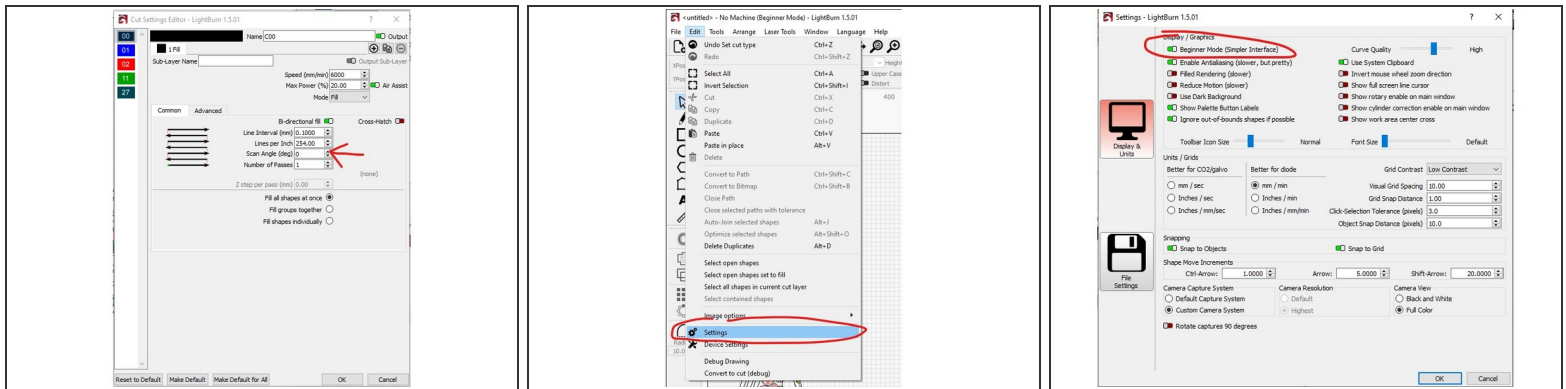 Cut Settings Editor - LightBurn 1.5.01 ? ×
00
01
02
11
27
Name C00 Output
1 Fill
Sub-Layer Name Output Sub-Layer
Speed (mm/min) 6000
Max Power (%) 20.00 Air Assist
Mode Fill
Common Advanced
Bi-directional fill Cross-Hatch
Line Interval (mm) 0.1000
Lines per Inch 254.00
Scan Angle (deg) 0
Number of Passes 1
(none)
Z step per pass (mm) 0.00
Fill all shapes at once
Fill groups together
Fill shapes individually
Reset to Default Make Default Make Default for All OK Cancel
<untitled> - No Machine (Beginner Mode) - LightBurn 1.5.01
File Edit Tools Arrange Laser Tools Window Language Help
Undo Set cut type Ctrl+Z
Redo Ctrl+Shift+Z
XPos Height
YPos Upper Case
Distort
400
Select All Ctrl+A
Invert Selection Ctrl+Shift+I
Cut Ctrl+X
Copy Ctrl+C
Duplicate Ctrl+D
Paste Ctrl+V
Paste in place Alt+V
Delete
Convert to Path Ctrl+Shift+C
Convert to Bitmap Ctrl+Shift+B
Close Path
Close selected paths with tolerance
Auto-Join selected shapes Alt+J
Optimize selected shapes Alt+Shift+O
Delete Duplicates Alt+D
Select open shapes
Select open shapes set to fill
Select all shapes in current cut layer
Select contained shapes
Image options
Settings
Device Settings
Debug Drawing
Convert to cut (debug)
Settings - LightBurn 1.5.01 ? ×
Display / Graphics
Beginner Mode (Simpler Interface) Curve Quality High
Enable Antialiasing (slower, but pretty) Use System Clipboard
Filled Rendering (slower) Invert mouse wheel zoom direction
Reduce Motion (slower) Show full screen line cursor
Use Dark Background Show rotary enable on main window
Show Palette Button Labels Show cylinder correction enable on main window
Ignore out-of-bounds shapes if possible Show work area center cross
Toolbar Icon Size Normal Font Size Default
Display & Units
Units / Grids
Better for CO2/galvo Better for diode Grid Contrast Low Contrast
mm / sec mm / min Visual Grid Spacing 10.00
Inches / sec Inches / min Grid Snap Distance 1.00
Inches / mm/sec Inches / mm/min Click-Selection Tolerance (pixels) 3.0
Object Snap Distance (pixels) 10.0
Snapping
Snap to Objects Snap to Grid
File Settings
Shape Move Increments
Ctrl-Arrow: 1.0000 Arrow: 5.0000 Shift-Arrow: 20.0000
Camera Capture System Camera Resolution Camera View
Default Capture System Default Black and White
Custom Camera System Highest Full Color
Rotate captures 90 degrees
OK Cancel